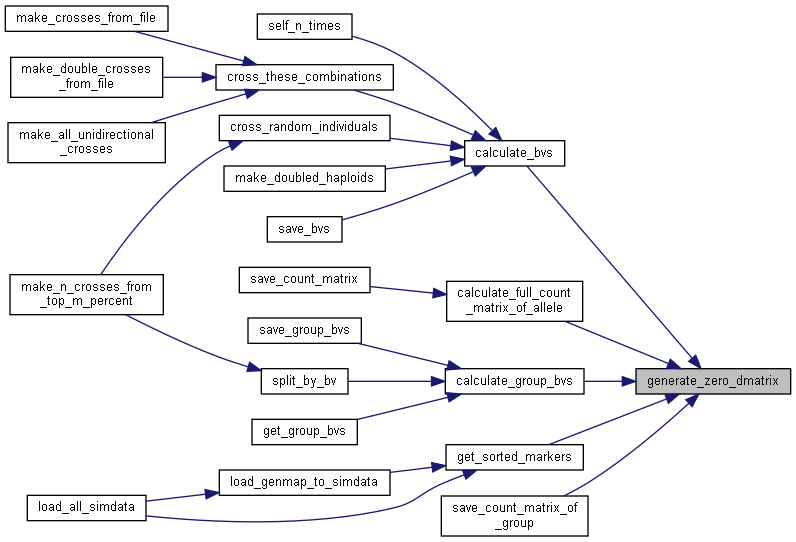 make_crosses_from_file
self_n_times
make_double_crosses
_from_file
cross_these_combinations
make_all_unidirectional
_crosses
cross_random_individuals
calculate_bvs
make_doubled_haploids
save_bvs
make_n_crosses_from
_top_m_percent
save_count_matrix
calculate_full_count
_matrix_of_allele
save_group_bvs
split_by_bv
calculate_group_bvs
generate_zero_dmatrix
get_group_bvs
get_sorted_markers
load_genmap_to_simdata
load_all_simdata
save_count_matrix_of
_group